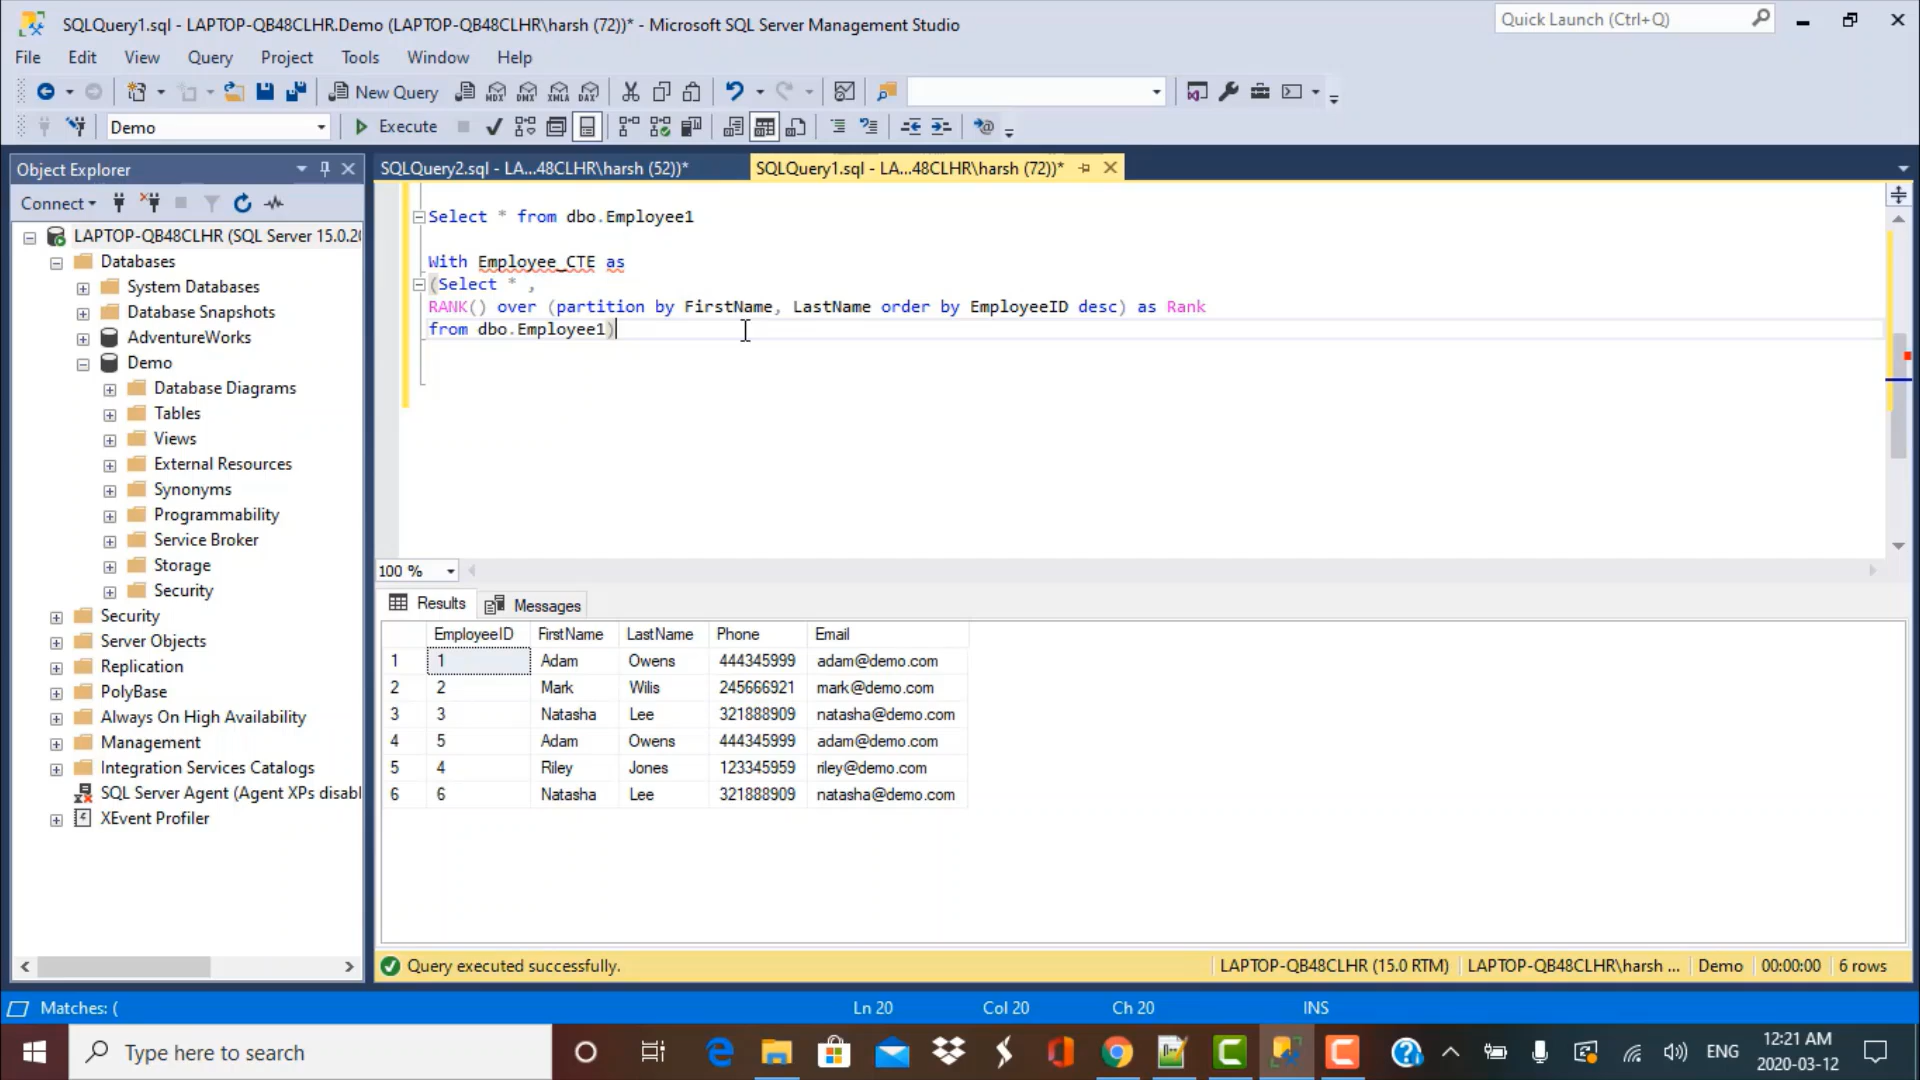 SQLQuery1.sql - LAPTOP-QB48CLHR.Demo (LAPTOP-QB48CLHR\harsh (72))* - Microsoft SQL Server Management Studio
Quick Launch (Ctrl+Q)
File Edit View Query Project Tools Window Help
New Query
MDX DMX XMLA DAX
Demo
Execute
Object Explorer
SQLQuery2.sql - LA...48CLHR\harsh (52))*
SQLQuery1.sql - LA...48CLHR\harsh (72))*
Connect
LAPTOP-QB48CLHR (SQL Server 15.0.20
Databases
System Databases
Database Snapshots
AdventureWorks
Demo
Database Diagrams
Tables
Views
External Resources
Synonyms
Programmability
Service Broker
Storage
Security
Security
Server Objects
Replication
PolyBase
Always On High Availability
Management
Integration Services Catalogs
SQL Server Agent (Agent XPs disabl
XEvent Profiler
Select * from dbo.Employee1
With Employee_CTE as
(Select * ,
RANK() over (partition by FirstName, LastName order by EmployeeID desc) as Rank
from dbo.Employee1)
100 %
Results Messages
EmployeeID FirstName LastName Phone Email
1 1 Adam Owens 444345999 adam@demo.com
2 2 Mark Wilis 245666921 mark@demo.com
3 3 Natasha Lee 321888909 natasha@demo.com
4 5 Adam Owens 444345999 adam@demo.com
5 4 Riley Jones 123345959 riley@demo.com
6 6 Natasha Lee 321888909 natasha@demo.com
Query executed successfully.
LAPTOP-QB48CLHR (15.0 RTM) LAPTOP-QB48CLHR\harsh ... Demo 00:00:00 6 rows
Matches: (
Ln 20 Col 20 Ch 20 INS
Type here to search
ENG
12:21 AM
2020-03-12